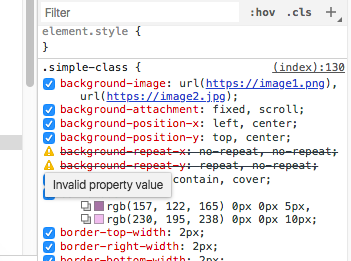 Filter :hov .cls +
element.style {
}
.simple-class { (index):130
background-image: url(https://image1.png),
url(https://image2.jpg);
background-attachment: fixed, scroll;
background-position-x: left, center;
background-position-y: top, center;
background-repeat-x: no-repeat, no-repeat;
background-repeat-y: repeat, no-repeat;
Invalid property value contain, cover;
rgb(157, 122, 165) 0px 0px 5px,
rgb(230, 195, 238) 0px 0px 10px;
border-top-width: 2px;
border-right-width: 2px;
border-bottom-width: 2px;